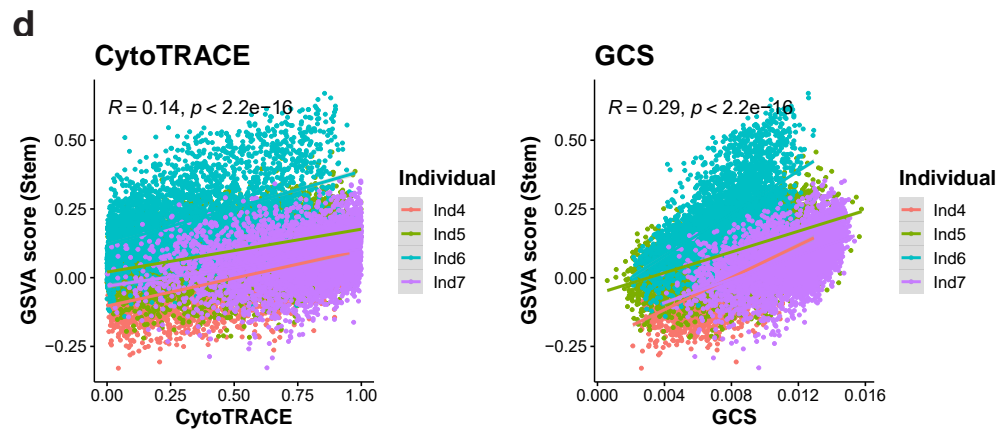 d
CytoTRACE
R = 0.14, p < 2.2e−16
GSVA score (Stem)
0.50
0.25
0.00
−0.25
0.00 0.25 0.50 0.75 1.00
CytoTRACE
Individual
Ind4
Ind5
Ind6
Ind7
GCS
R = 0.29, p < 2.2e−16
GSVA score (Stem)
0.50
0.25
0.00
−0.25
0.000 0.004 0.008 0.012 0.016
GCS
Individual
Ind4
Ind5
Ind6
Ind7